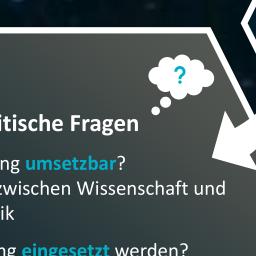 ?
itische Fragen
ng umsetzbar?
zwischen Wissenschaft und
ik
ng eingesetzt werden?